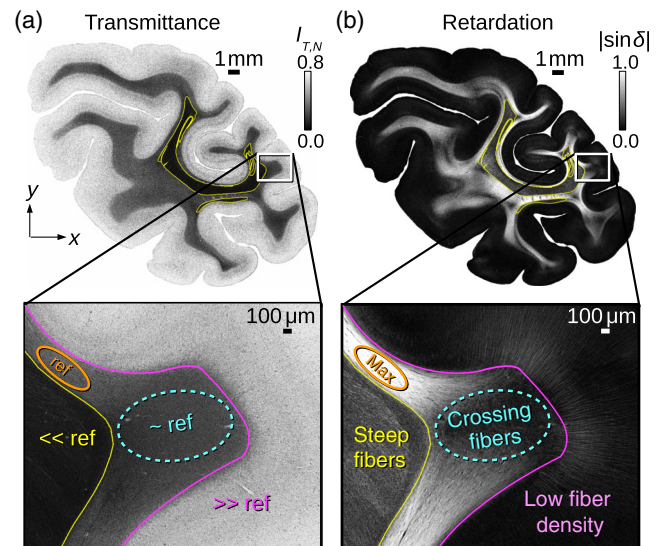 (a) Transmittance
I_T,N
0.8
0.0
1mm
y
x
100 µm
ref
<< ref
~ ref
>> ref
(b) Retardation
|sinδ|
1.0
0.0
1mm
100 µm
Max
Crossing
fibers
Steep
fibers
Low fiber
density